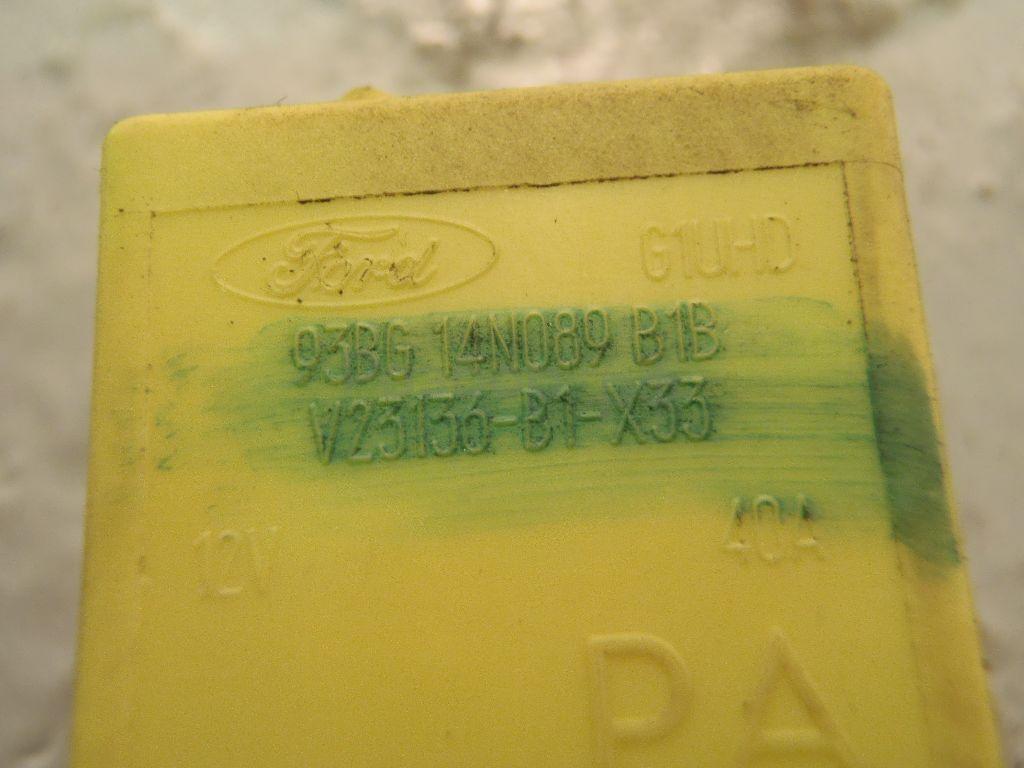 Ford G1UHD
93BG 14N089 B1B
V23136-B1-X33
12V 40A
PA